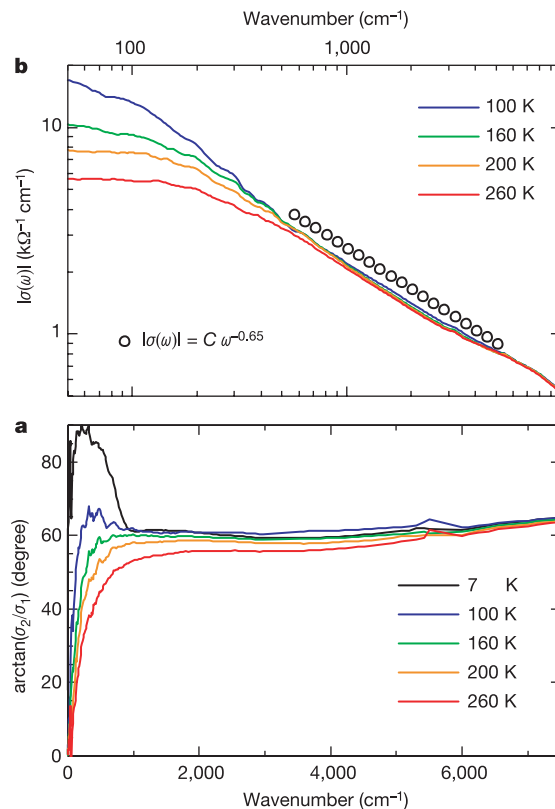 Wavenumber (cm⁻¹)
100 1,000
b
10
1
|σ(ω)| (kΩ⁻¹ cm⁻¹)
100 K
160 K
200 K
260 K
|σ(ω)| = C ω⁻⁰·⁶⁵
a
80
60
40
20
0
arctan(σ₂/σ₁) (degree)
7 K
100 K
160 K
200 K
260 K
0 2,000 4,000 6,000
Wavenumber (cm⁻¹)